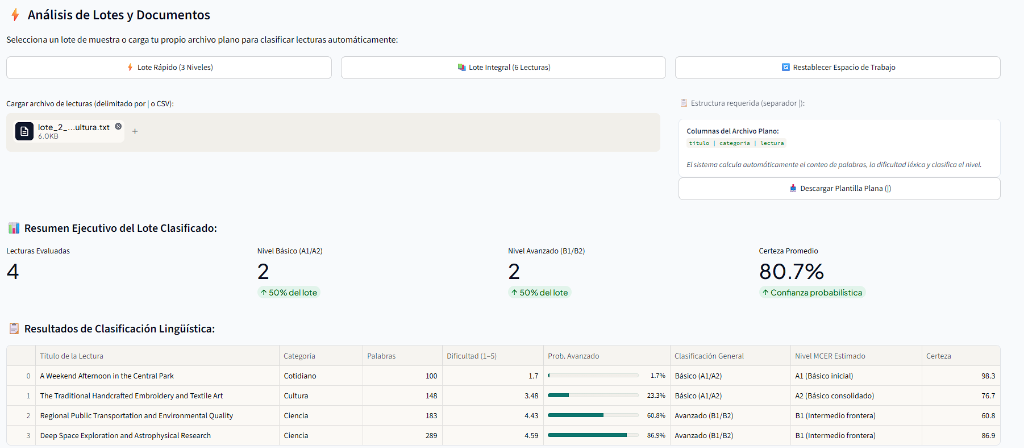 Análisis de Lotes y Documentos
Selecciona un lote de muestra o carga tu propio archivo plano para clasificar lecturas automáticamente:
Lote Rápido (3 Niveles)
Lote Integral (6 Lecturas)
Restablecer Espacio de Trabajo
Cargar archivo de lecturas (delimitado por | o CSV):
lote_2_...ultura.txt
6.0KB
Estructura requerida (separador |):
Columnas del Archivo Plano:
titulo | categoria | lectura
El sistema calcula automáticamente el conteo de palabras, la dificultad léxica y clasifica el nivel.
Descargar Plantilla Plana (|)
Resumen Ejecutivo del Lote Clasificado:
Lecturas Evaluadas
4
Nivel Básico (A1/A2)
2
↑ 50% del lote
Nivel Avanzado (B1/B2)
2
↑ 50% del lote
Certeza Promedio
80.7%
↑ Confianza probabilística
Resultados de Clasificación Lingüística:
Título de la Lectura Categoría Palabras Dificultad (1-5) Prob. Avanzado Clasificación General Nivel MCER Estimado Certeza
0 A Weekend Afternoon in the Central Park Cotidiano 100 1.7 1.7% Básico (A1/A2) A1 (Básico inicial) 98.3
1 The Traditional Handcrafted Embroidery and Textile Art Cultura 148 3.48 23.3% Básico (A1/A2) A2 (Básico consolidado) 76.7
2 Regional Public Transportation and Environmental Quality Ciencia 183 4.43 60.8% Avanzado (B1/B2) B1 (Intermedio frontera) 60.8
3 Deep Space Exploration and Astrophysical Research Ciencia 289 4.59 86.9% Avanzado (B1/B2) B1 (Intermedio frontera) 86.9